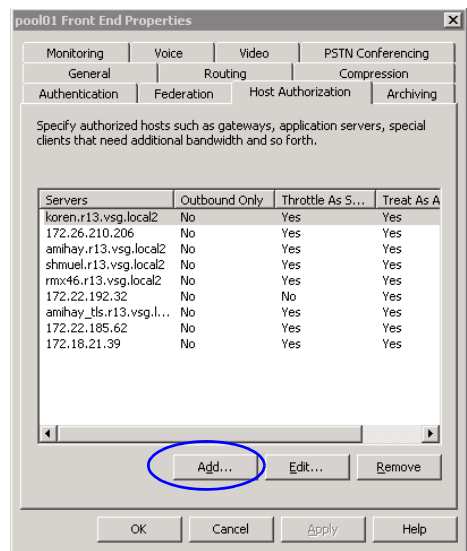 pool01 Front End Properties
Monitoring Voice Video PSTN Conferencing
General Routing Compression
Authentication Federation Host Authorization Archiving
Specify authorized hosts such as gateways, application servers, special
clients that need additional bandwidth and so forth.
Servers Outbound Only Throttle As S... Treat As A
koren.r13.vsg.local2 No Yes Yes
172.26.210.206 No Yes Yes
amihay.r13.vsg.local2 No Yes Yes
shmuel.r13.vsg.local2 No Yes Yes
rmx46.r13.vsg.local2 No Yes Yes
172.22.192.32 No No Yes
amihay_tls.r13.vsg.l... No Yes Yes
172.22.185.62 No Yes Yes
172.18.21.39 No Yes Yes
Add... Edit... Remove
OK Cancel Apply Help